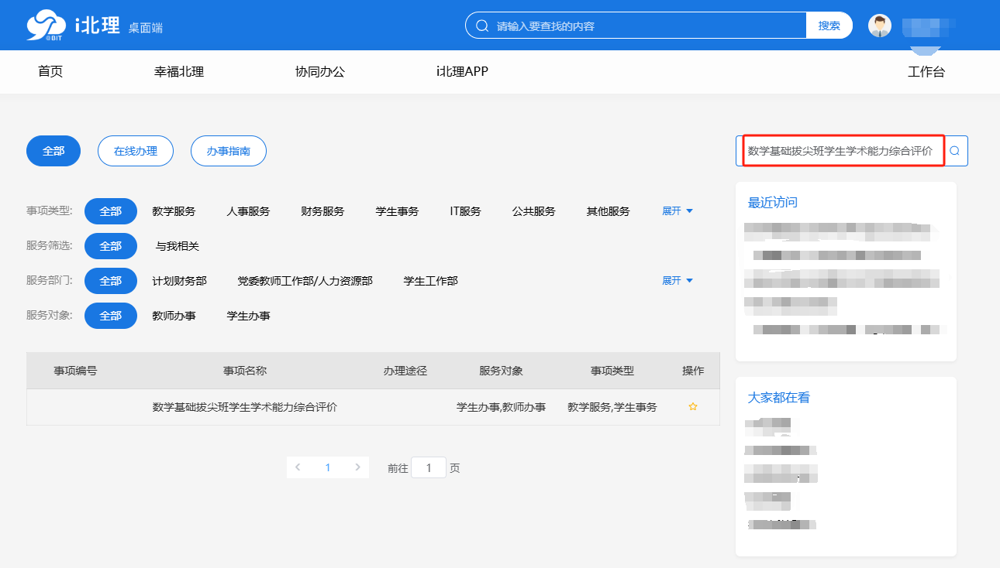 i北理 桌面端
@BIT
请输入要查找的内容
搜索
首页 幸福北理 协同办公 i北理APP 工作台
全部 在线办理 办事指南
数学基础拔尖班学生学术能力综合评价
事项类型: 全部 教学服务 人事服务 财务服务 学生事务 IT服务 公共服务 其他服务 展开
服务筛选: 全部 与我相关
服务部门: 全部 计划财务部 党委教师工作部/人力资源部 学生工作部 展开
服务对象: 全部 教师办事 学生办事
事项编号 事项名称 办理途径 服务对象 事项类型 操作
数学基础拔尖班学生学术能力综合评价 学生办事,教师办事 教学服务,学生事务
1 前往 1 页
最近访问
大家都在看